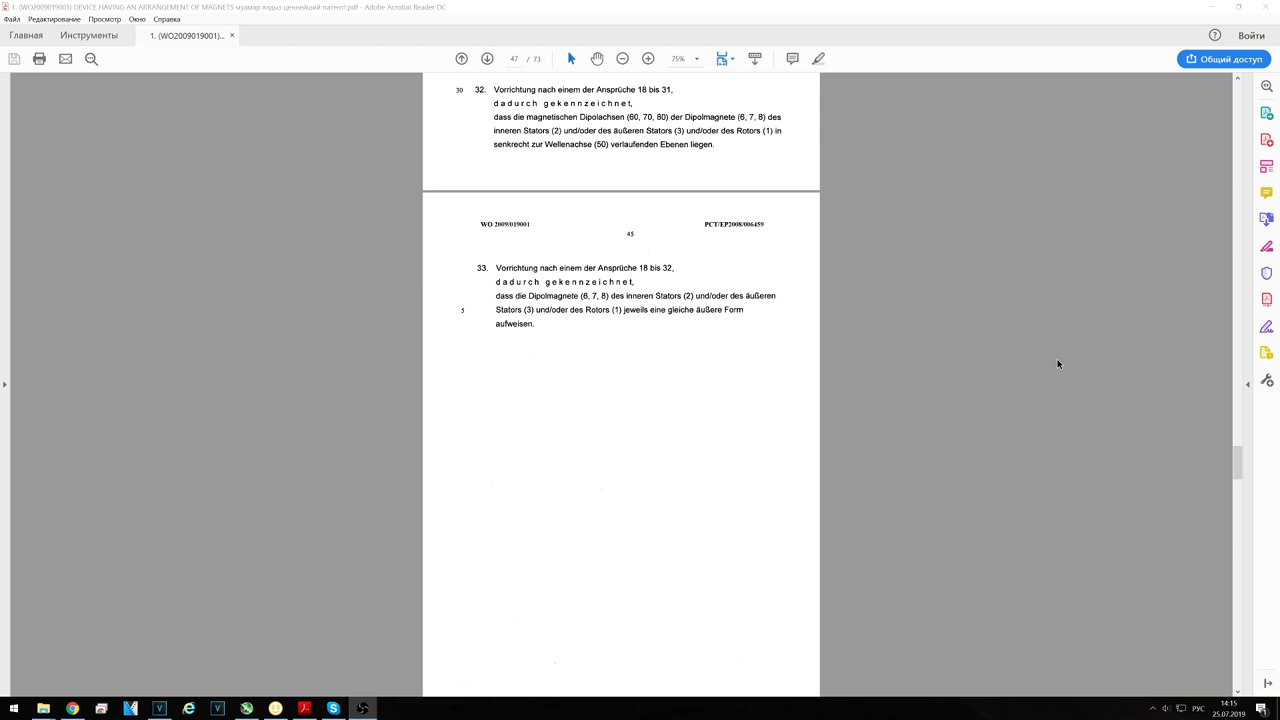 1. (WO2009019001) DEVICE HAVING AN ARRANGEMENT OF MAGNETS муамар ялдыз ценнейший патент!.pdf - Adobe Acrobat Reader DC
Файл Редактирование Просмотр Окно Справка
Главная Инструменты 1. (WO2009019001)... × Войти
47 / 73 75% Общий доступ
30 32. Vorrichtung nach einem der Ansprüche 18 bis 31,
d a d u r c h g e k e n n z e i c h n e t,
dass die magnetischen Dipolachsen (60, 70, 80) der Dipolmagnete (6, 7, 8) des
inneren Stators (2) und/oder des äußeren Stators (3) und/oder des Rotors (1) in
senkrecht zur Wellenachse (50) verlaufenden Ebenen liegen.
WO 2009/019001 PCT/EP2008/006459
45
33. Vorrichtung nach einem der Ansprüche 18 bis 32,
d a d u r c h g e k e n n z e i c h n e t,
dass die Dipolmagnete (6, 7, 8) des inneren Stators (2) und/oder des äußeren
5 Stators (3) und/oder des Rotors (1) jeweils eine gleiche äußere Form
aufweisen.
РУС 14:15
25.07.2019